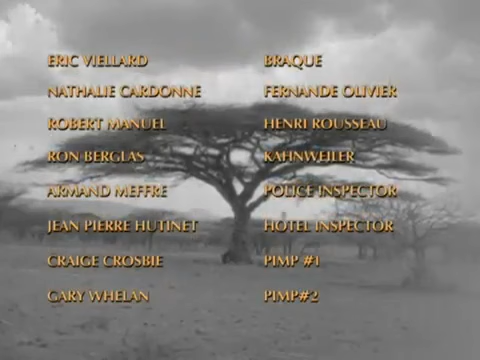 ERIC VIELLARD BRAQUE
NATHALIE CARDONNE FERNANDE OLIVIER
ROBERT MANUEL HENRI ROUSSEAU
RON BERGLAS KAHNWEILER
ARMAND MEFFRE POLICE INSPECTOR
JEAN PIERRE HUTINET HOTEL INSPECTOR
CRAIGE CROSBIE PIMP #1
GARY WHELAN PIMP#2